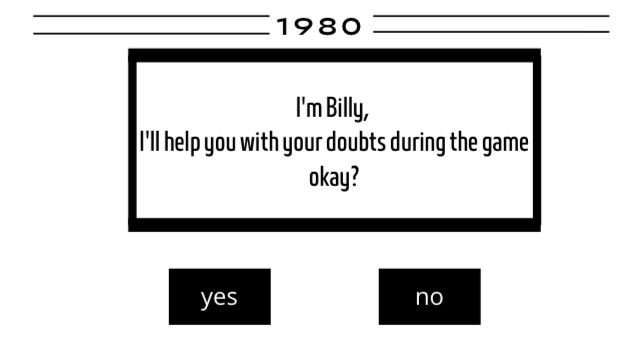 1980
I'm Billy,
I'll help you with your doubts during the game
okay?
yes
no